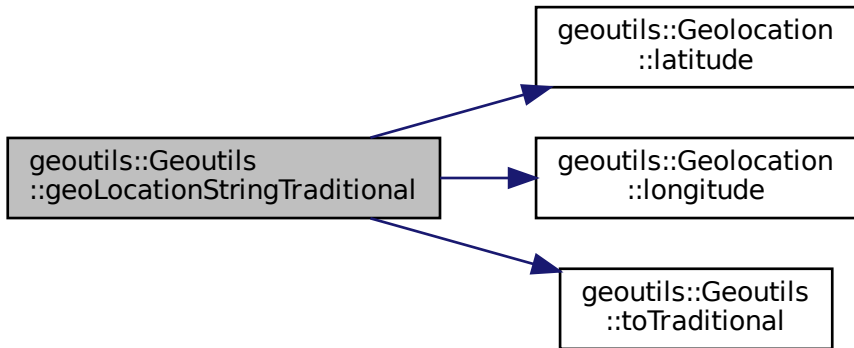 geoutils::Geolocation
::latitude
geoutils::Geoutils
::geoLocationStringTraditional
geoutils::Geolocation
::longitude
geoutils::Geoutils
::toTraditional